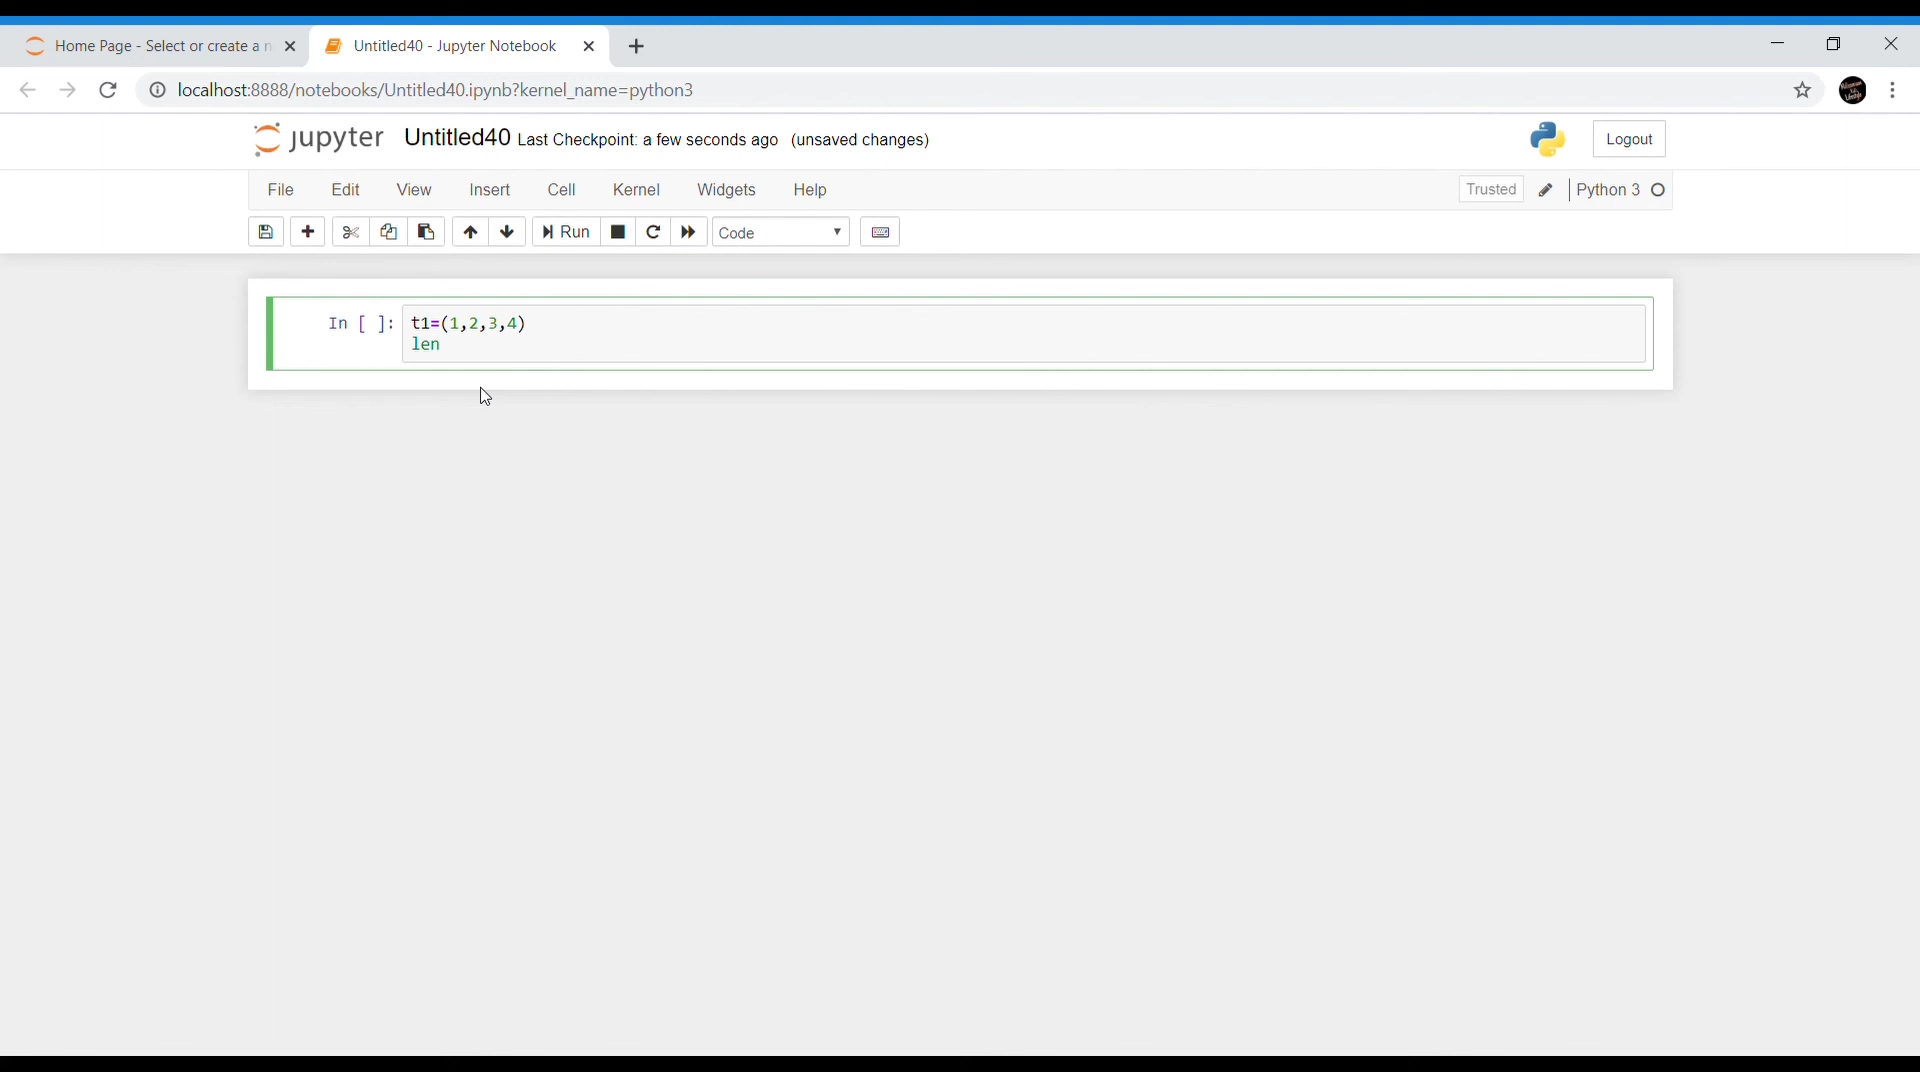 Home Page - Select or create a n
Untitled40 - Jupyter Notebook
localhost:8888/notebooks/Untitled40.ipynb?kernel_name=python3
jupyter Untitled40 Last Checkpoint: a few seconds ago (unsaved changes)
Logout
File Edit View Insert Cell Kernel Widgets Help
Trusted Python 3
Run Code
In [ ]: t1=(1,2,3,4)
len